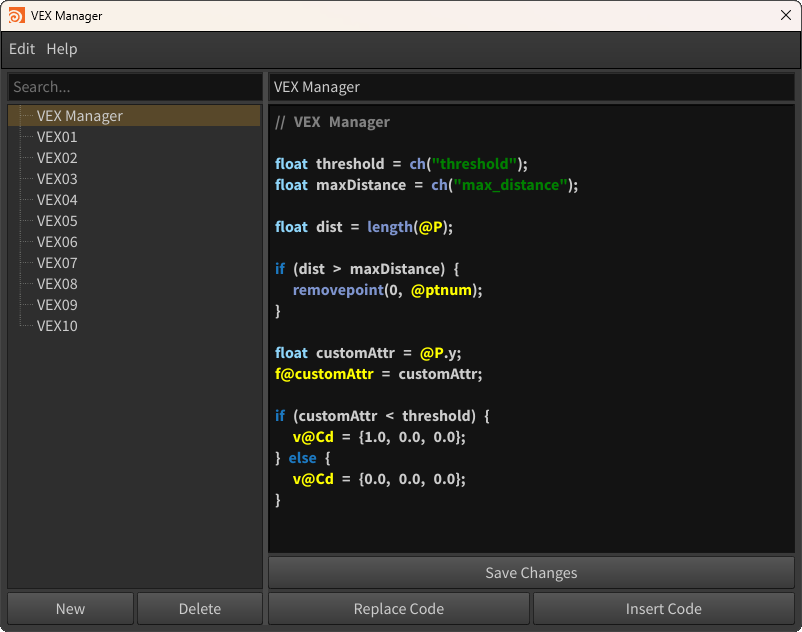 VEX Manager
Edit Help
Search...
VEX Manager
VEX01
VEX02
VEX03
VEX04
VEX05
VEX06
VEX07
VEX08
VEX09
VEX10
New Delete
VEX Manager
// VEX Manager
float threshold = ch("threshold");
float maxDistance = ch("max_distance");
float dist = length(@P);
if (dist > maxDistance) {
removepoint(0, @ptnum);
}
float customAttr = @P.y;
f@customAttr = customAttr;
if (customAttr < threshold) {
v@Cd = {1.0, 0.0, 0.0};
} else {
v@Cd = {0.0, 0.0, 0.0};
}
Save Changes
Replace Code Insert Code